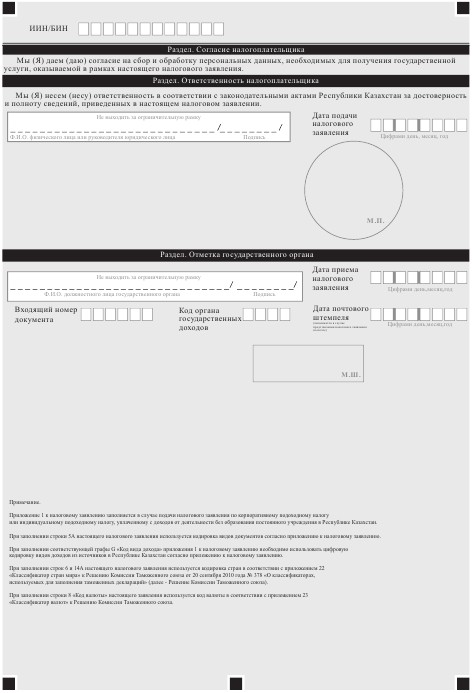 ИИН/БИН
Раздел. Согласие налогоплательщика
Мы (Я) даем (даю) согласие на сбор и обработку персональных данных, необходимых для получения государственной
услуги, оказываемой в рамках настоящего налогового заявления.
Раздел. Ответственность налогоплательщика
Мы (Я) несем (несу) ответственность в соответствии с законодательными актами Республики Казахстан за достоверность
и полноту сведений, приведенных в настоящем налоговом заявлении.
Не выходить за ограничительную рамку
/ /
Ф.И.О. физического лица или руководителя юридического лица Подпись
Дата подачи
налогового
заявления
Цифрами день, месяц, год
М.П.
Раздел. Отметка государственного органа
Не выходить за ограничительную рамку
/ /
Ф.И.О. должностного лица государственного органа Подпись
Дата приема
налогового
заявления
Цифрами день,месяц,год
Входящий номер
документа
Код органа
государственных
доходов
Дата почтового
штемпеля
Цифрами день месяц,год
М.Ш.
Примечание.
Приложение 1 к налоговому заявлению заполняется в случае подачи налогового заявления по корпоративному подоходному налогу
или индивидуальному подоходному налогу, уплаченному с доходов от деятельности без образования постоянного учреждения в Республике Казахстан.
При заполнении строки 5А настоящего налогового заявления используется кодировка видов документов согласно приложению к налоговому заявлению.
При заполнении соответствующей графы G «Код вида дохода» приложения 1 к налоговому заявлению необходимо использовать цифровую
кодировку видов доходов из источников в Республике Казахстан согласно приложению к налоговому заявлению.
При заполнении строк 6 и 14А настоящего налогового заявления используется кодировка стран в соответствии с приложением 22
«Классификатор стран мира» к Решению Комиссии Таможенного союза от 20 сентября 2010 года № 378 «О классификаторах,
используемых для заполнения таможенных деклараций» (далее - Решение Комиссии Таможенного союза).
При заполнении строки 8 «Код валюты» настоящего заявления используется код валюты в соответствии с приложением 23
«Классификатор валют» к Решению Комиссии Таможенного союза.